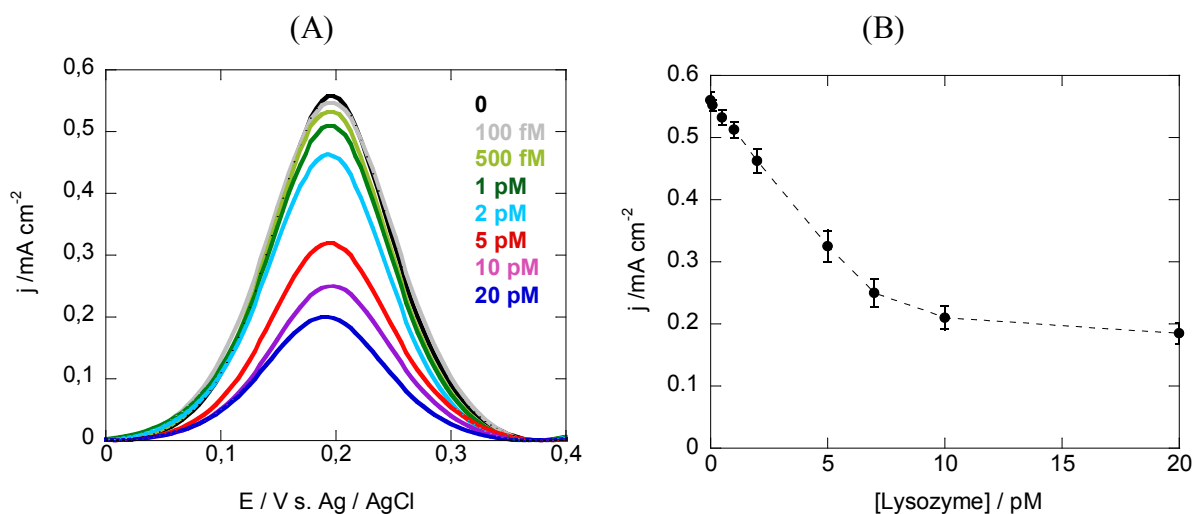 (A)
0,6
0,5
0,4
0,3
0,2
0,1
0
j /mA cm-2
0
100 fM
500 fM
1 pM
2 pM
5 pM
10 pM
20 pM
0
0,1
0,2
0,3
0,4
E / V s. Ag / AgCl
(B)
0.6
0.5
0.4
0.3
0.2
0.1
0
j /mA cm-2
0
5
10
15
20
[Lysozyme] / pM